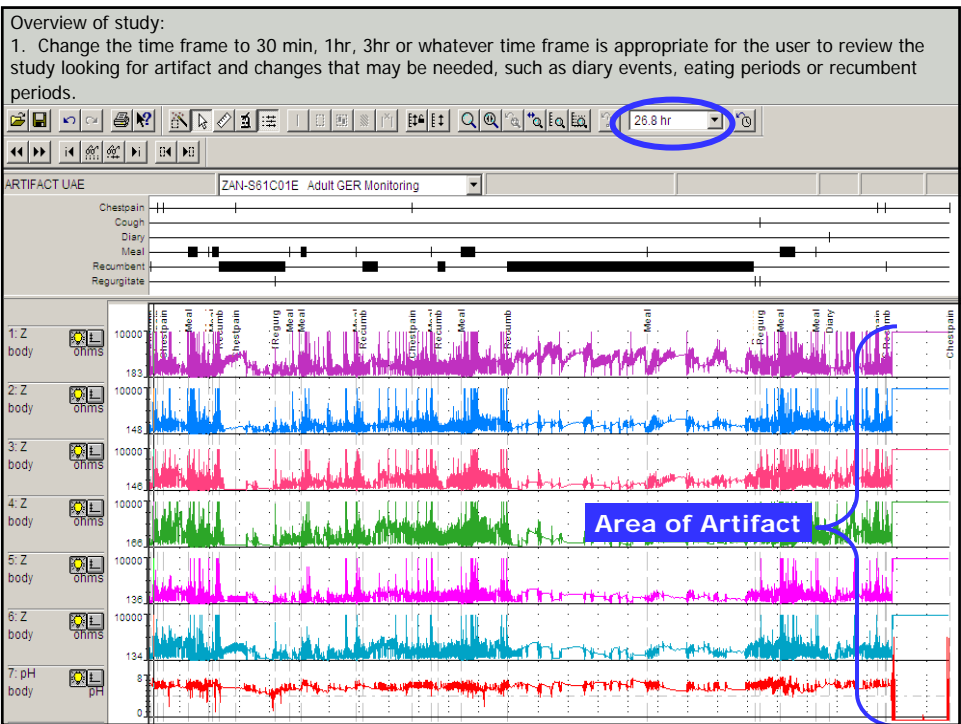 Overview of study:
1. Change the time frame to 30 min, 1hr, 3hr or whatever time frame is appropriate for the user to review the
study looking for artifact and changes that may be needed, such as diary events, eating periods or recumbent
periods.
26.8 hr
ARTIFACT UAE
ZAN-S61C01E Adult GER Monitoring
Chestpain
Cough
Diary
Meal
Recumbent
Regurgitate
Chestpain
Meal
Recumb
Chestpain
Regurg
Meal
Meal
Recumb
Chestpain
Recumb
Meal
Recumb
Meal
Regurg
Meal
Meal
Diary
Chestpain
1: Z
body
ohms
10000
183
2: Z
body
ohms
10000
148
3: Z
body
ohms
10000
146
4: Z
body
ohms
10000
166
Area of Artifact
5: Z
body
ohms
10000
136
6: Z
body
ohms
10000
134
7: pH
body
pH
8
0